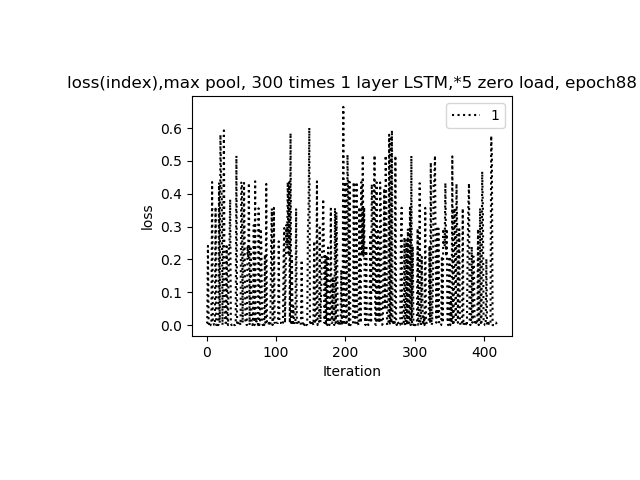 loss(index),max pool, 300 times 1 layer LSTM,*5 zero load, epoch88
1
0.6
0.5
0.4
0.3
0.2
0.1
0.0
loss
0 100 200 300 400
Iteration